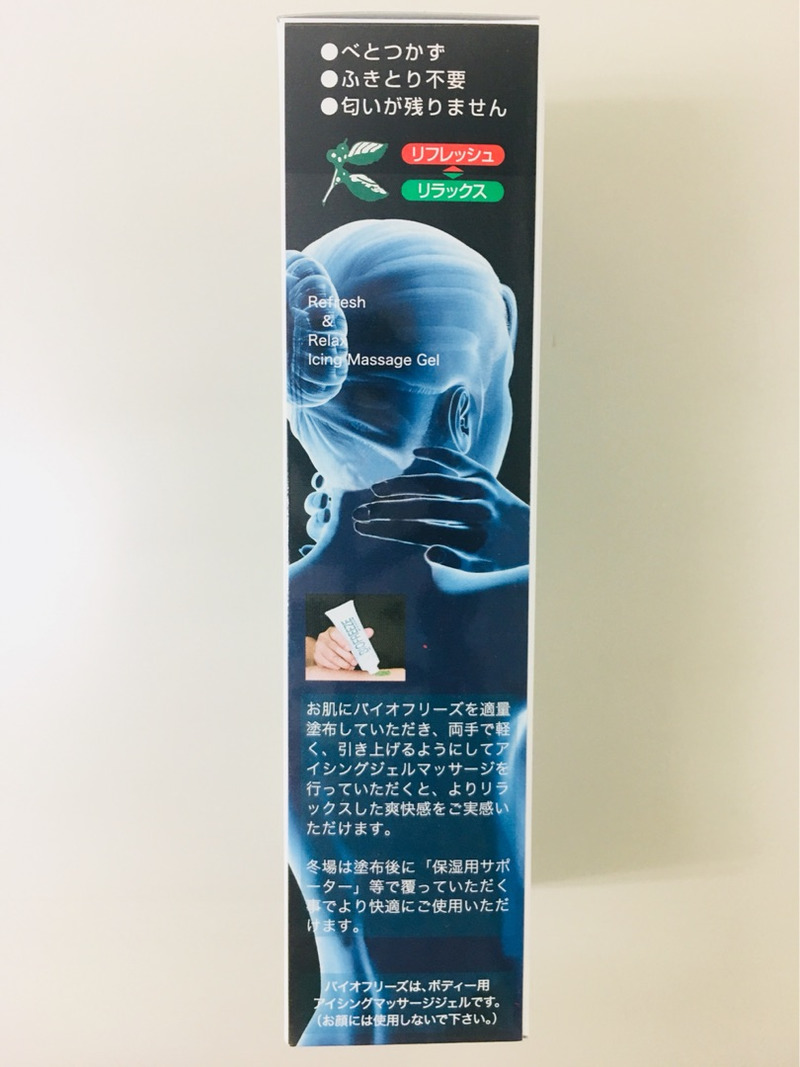 ●べとつかず
●ふきとり不要
●匂いが残りません
リフレッシュ
リラックス
Refresh
&
Relax
Icing Massage Gel
BIOFREEZE
お肌にバイオフリーズを適量
塗布していただき、両手で軽
く、引き上げるようにしてア
イシングジェルマッサージを
行っていただくと、よりリラ
ックスした爽快感をご実感い
ただけます。
冬場は塗布後に「保湿用サポ
ーター」等で覆っていただく
事でより快適にご使用いただ
けます。
バイオフリーズは、ボディー用
アイシングマッサージジェルです。
(お顔には使用しないで下さい。)